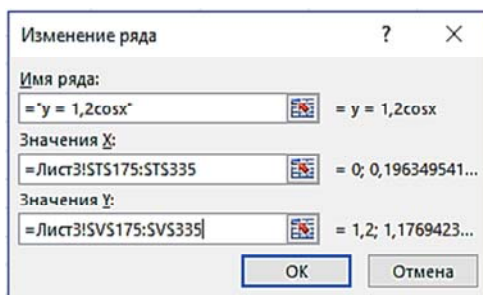 Изменение ряда ?
Имя ряда:
="y = 1,2cosx" = y = 1,2cosx
Значения X:
=Лист3!$T$175:$T$335 = 0; 0,196349541...
Значения Y:
=Лист3!$V$175:$V$335 = 1,2; 1,1769423...
ОК Отмена